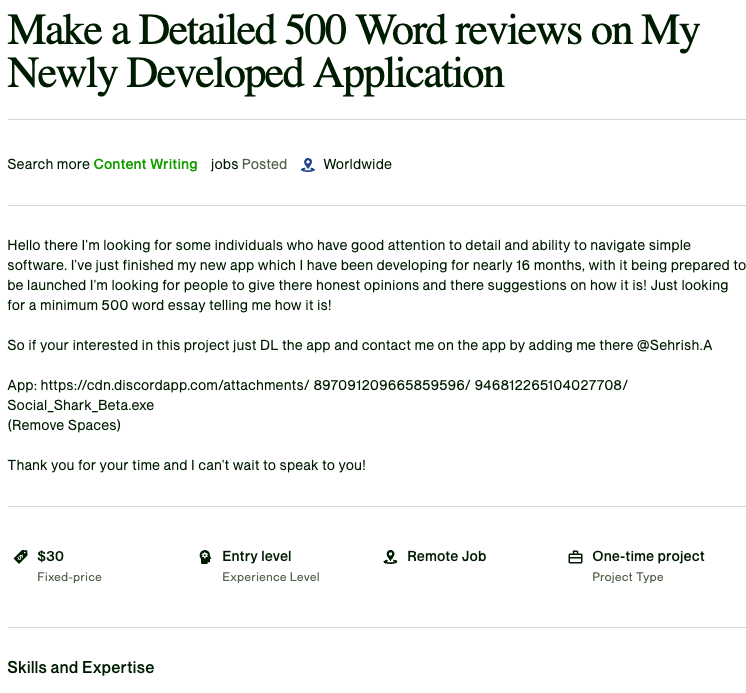 Make a Detailed 500 Word reviews on My
Newly Developed Application
Search more Content Writing jobs Posted Worldwide
Hello there I'm looking for some individuals who have good attention to detail and ability to navigate simple
software. I've just finished my new app which I have been developing for nearly 16 months, with it being prepared to
be launched I'm looking for people to give there honest opinions and there suggestions on how it is! Just looking
for a minimum 500 word essay telling me how it is!
So if your interested in this project just DL the app and contact me on the app by adding me there @Sehrish.A
App: https://cdn.discordapp.com/attachments/ 897091209665859596/ 946812265104027708/
Social_Shark_Beta.exe
(Remove Spaces)
Thank you for your time and I can't wait to speak to you!
$30 Entry level Remote Job One-time project
Fixed-price Experience Level Project Type
Skills and Expertise